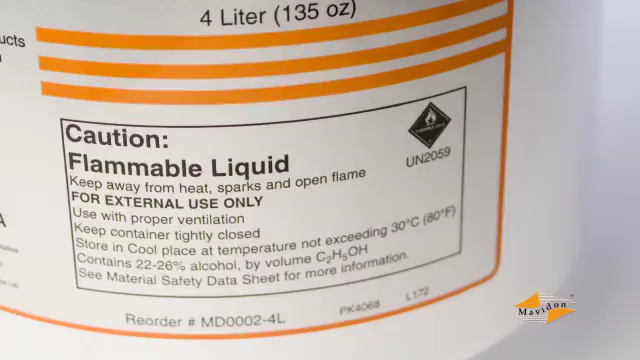 4 Liter (135 oz)
ucts
Caution:
Flammable Liquid
UN2059
Keep away from heat, sparks and open flame
FOR EXTERNAL USE ONLY
Use with proper ventilation
Keep container tightly closed
Store in Cool place at temperature not exceeding 30°C (80°F)
Contains 22-26% alcohol, by volume C₂H₅OH
See Material Safety Data Sheet for more information.
Reorder # MD0002-4L
PK4068
L172
Mavidon